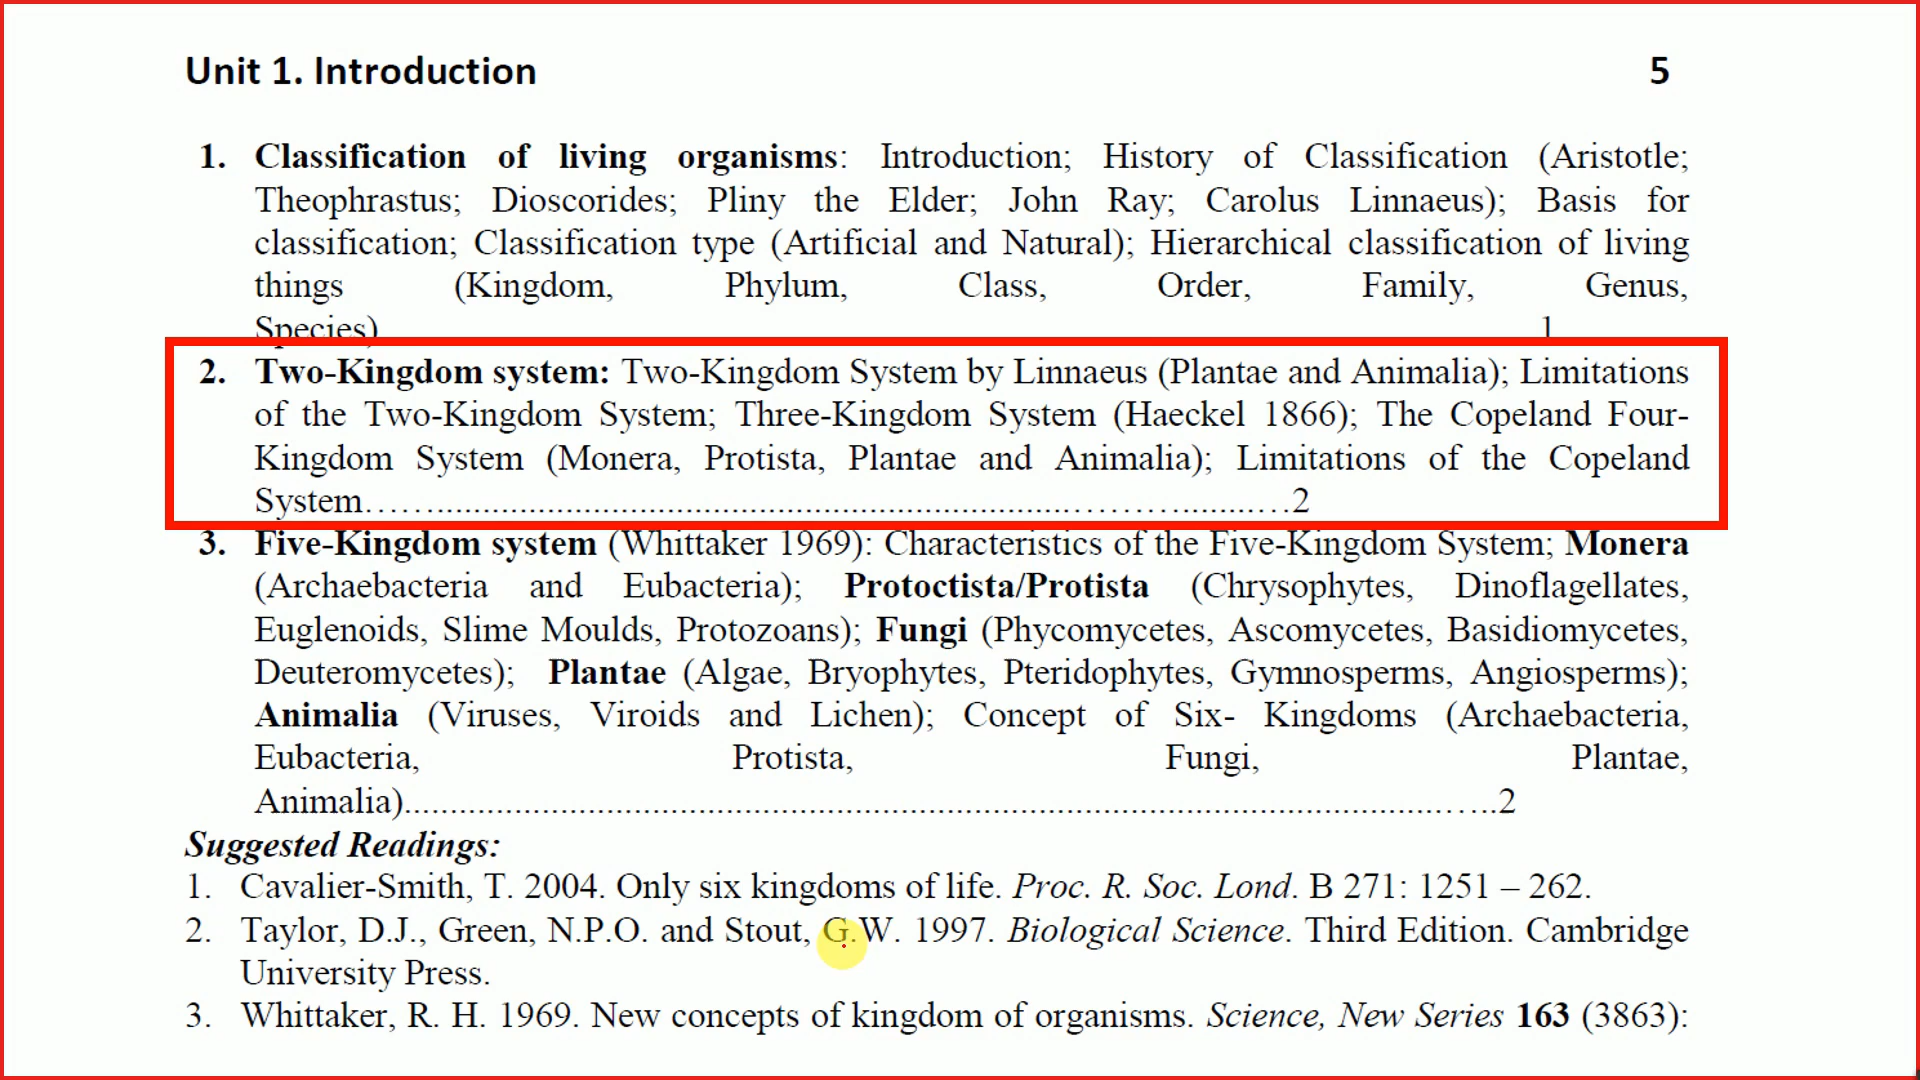 Unit 1. Introduction 5
1. Classification of living organisms: Introduction; History of Classification (Aristotle;
Theophrastus; Dioscorides; Pliny the Elder; John Ray; Carolus Linnaeus); Basis for
classification; Classification type (Artificial and Natural); Hierarchical classification of living
things (Kingdom, Phylum, Class, Order, Family, Genus,
Species) 1
2. Two-Kingdom system: Two-Kingdom System by Linnaeus (Plantae and Animalia); Limitations
of the Two-Kingdom System; Three-Kingdom System (Haeckel 1866); The Copeland Four-
Kingdom System (Monera, Protista, Plantae and Animalia); Limitations of the Copeland
System……......................................................................………….........…2
3. Five-Kingdom system (Whittaker 1969): Characteristics of the Five-Kingdom System; Monera
(Archaebacteria and Eubacteria); Protoctista/Protista (Chrysophytes, Dinoflagellates,
Euglenoids, Slime Moulds, Protozoans); Fungi (Phycomycetes, Ascomycetes, Basidiomycetes,
Deuteromycetes); Plantae (Algae, Bryophytes, Pteridophytes, Gymnosperms, Angiosperms);
Animalia (Viruses, Viroids and Lichen); Concept of Six- Kingdoms (Archaebacteria,
Eubacteria, Protista, Fungi, Plantae,
Animalia)....................................................................................................................…...2
Suggested Readings:
1. Cavalier-Smith, T. 2004. Only six kingdoms of life. Proc. R. Soc. Lond. B 271: 1251 – 262.
2. Taylor, D.J., Green, N.P.O. and Stout, G.W. 1997. Biological Science. Third Edition. Cambridge
University Press.
3. Whittaker, R. H. 1969. New concepts of kingdom of organisms. Science, New Series 163 (3863):